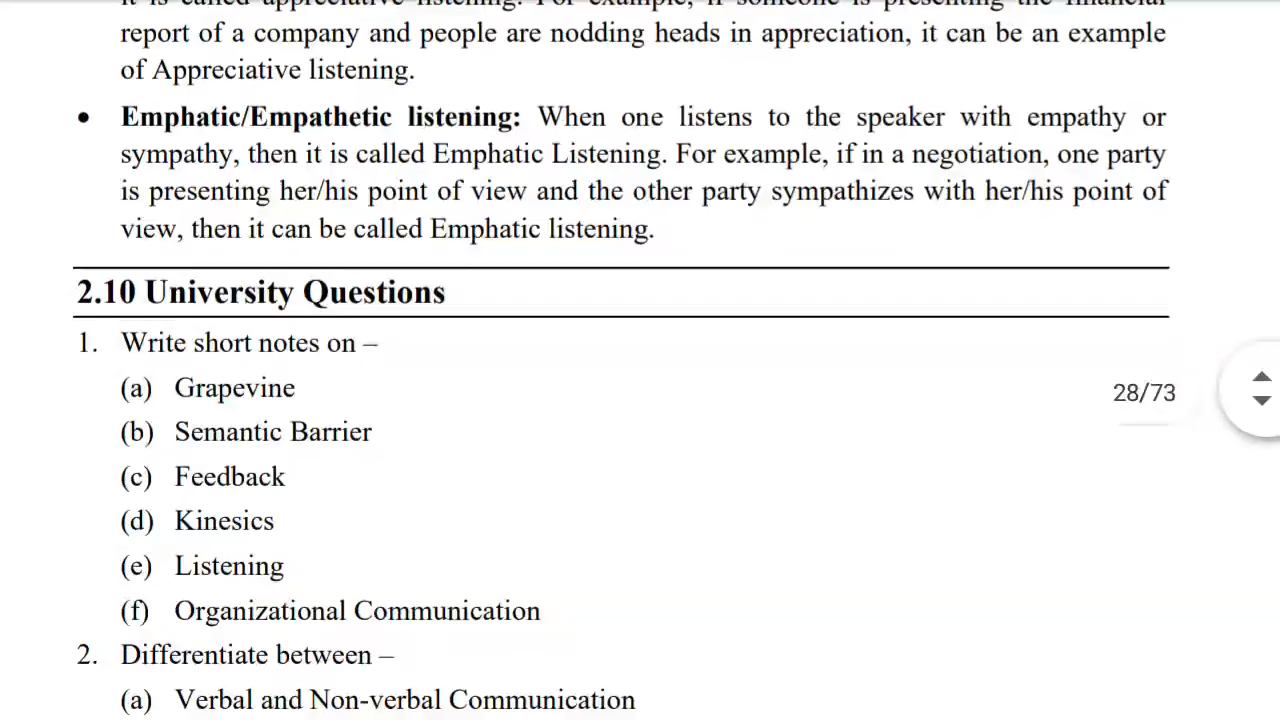 report of a company and people are nodding heads in appreciation, it can be an example
of Appreciative listening.
• Emphatic/Empathetic listening: When one listens to the speaker with empathy or
sympathy, then it is called Emphatic Listening. For example, if in a negotiation, one party
is presenting her/his point of view and the other party sympathizes with her/his point of
view, then it can be called Emphatic listening.
2.10 University Questions
1. Write short notes on –
(a) Grapevine
28/73
(b) Semantic Barrier
(c) Feedback
(d) Kinesics
(e) Listening
(f) Organizational Communication
2. Differentiate between –
(a) Verbal and Non-verbal Communication